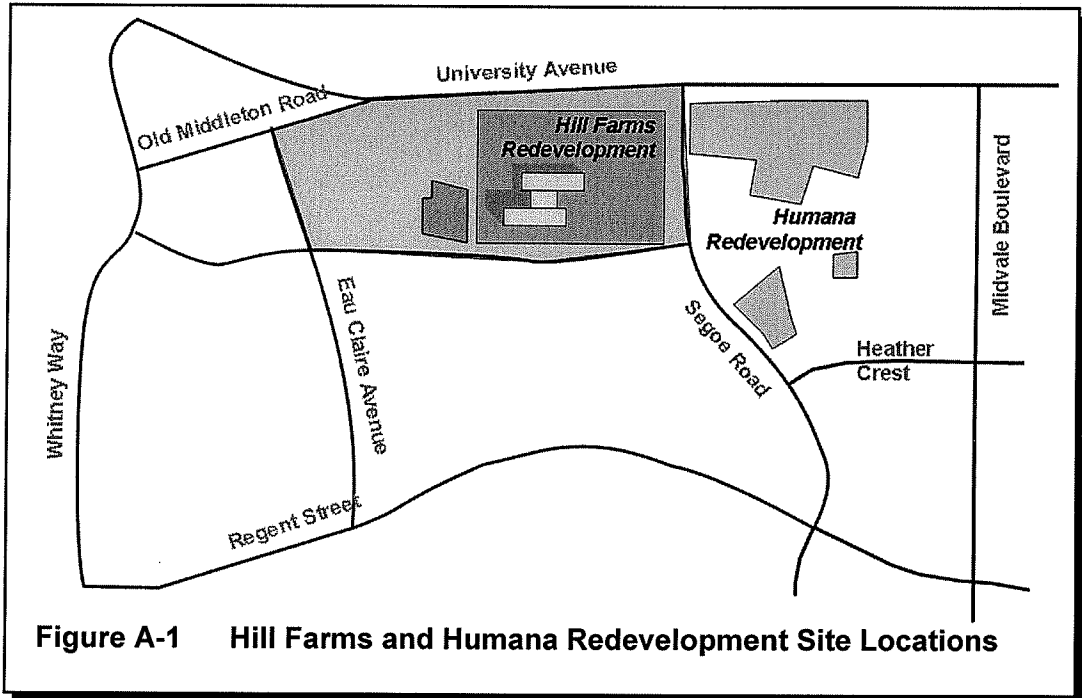 University Avenue
Old Middleton Road
Hill Farms
Redevelopment
Humana
Redevelopment
Midvale Boulevard
Whitney Way
Eau Claire Avenue
Segoe Road
Heather
Crest
Regent Street
Figure A-1 Hill Farms and Humana Redevelopment Site Locations